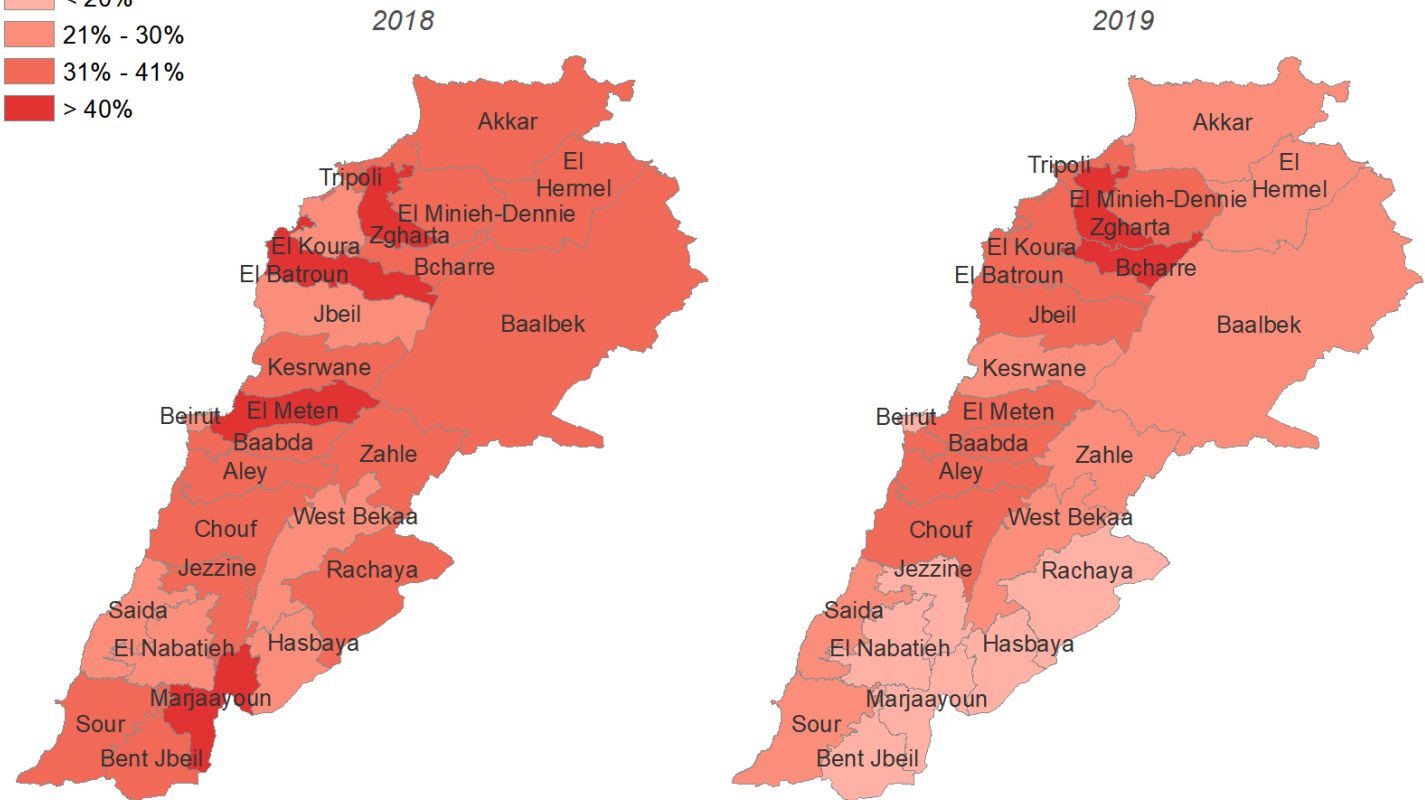 < 20%
21% - 30%
31% - 41%
> 40%
2018
Akkar
El
Hermel
Tripoli
El Minieh-Dennie
Zgharta
El Koura
Bcharre
El Batroun
Jbeil
Baalbek
Kesrwane
El Meten
Beirut
Baabda
Zahle
Aley
West Bekaa
Chouf
Jezzine
Rachaya
Saida
El Nabatieh
Hasbaya
Marjaayoun
Sour
Bent Jbeil
2019
Akkar
El
Hermel
Tripoli
El Minieh-Dennie
Zgharta
El Koura
Bcharre
El Batroun
Jbeil
Baalbek
Kesrwane
El Meten
Beirut
Baabda
Zahle
Aley
West Bekaa
Chouf
Jezzine
Rachaya
Saida
El Nabatieh
Hasbaya
Marjaayoun
Sour
Bent Jbeil